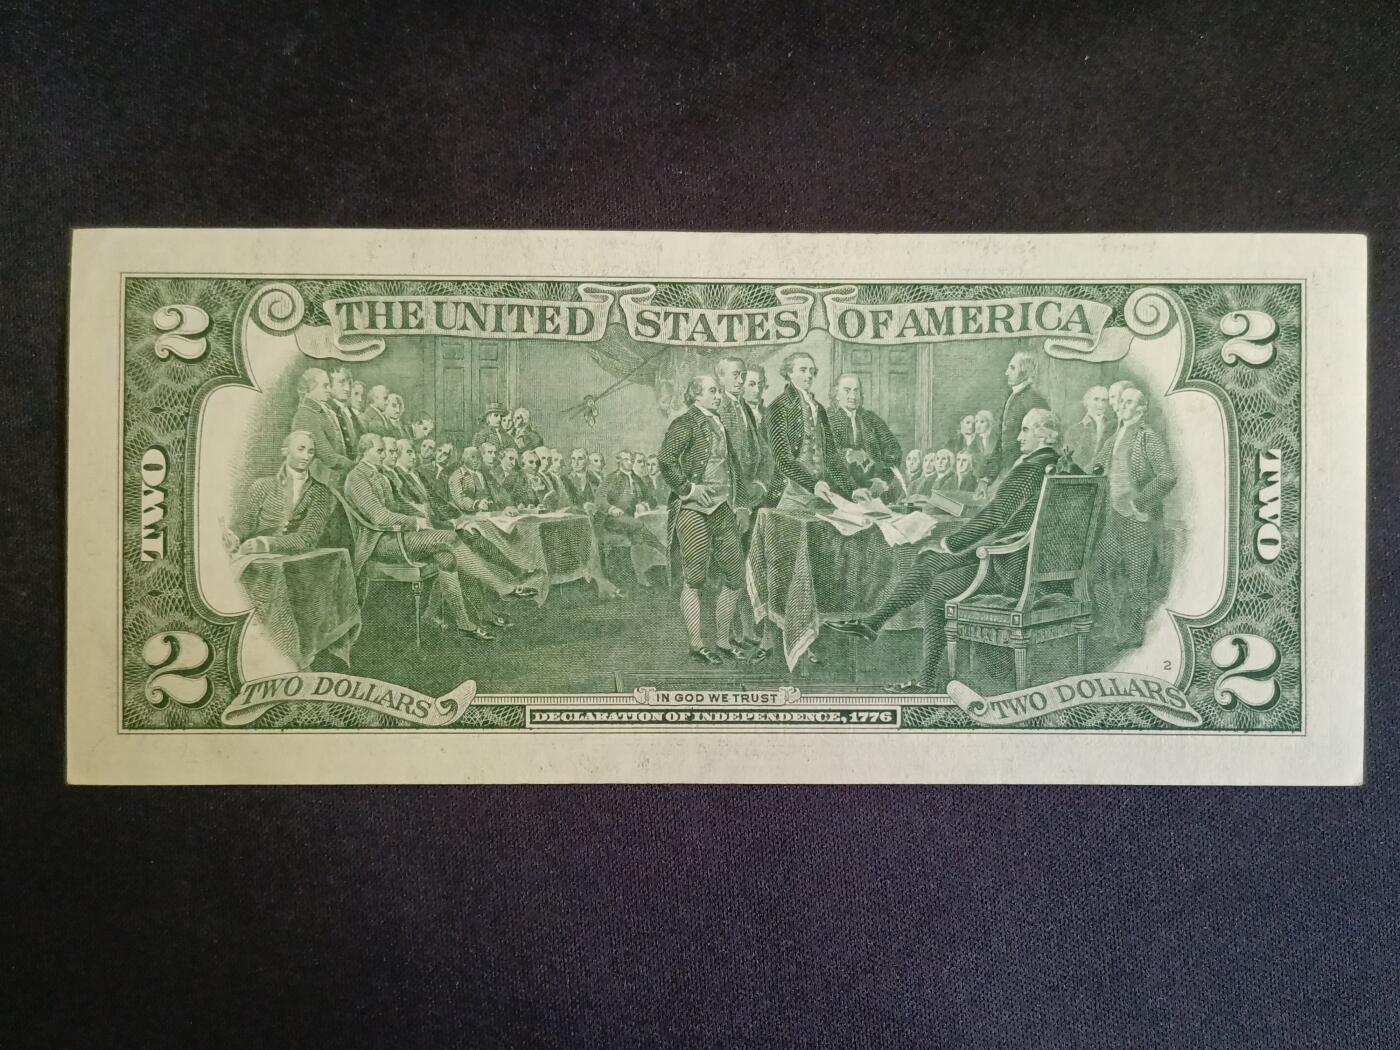 THE UNITED STATES OF AMERICA
2
2
TWO
TWO
2
2
2
TWO DOLLARS
IN GOD WE TRUST
TWO DOLLARS
DECLARATION OF INDEPENDENCE, 1776